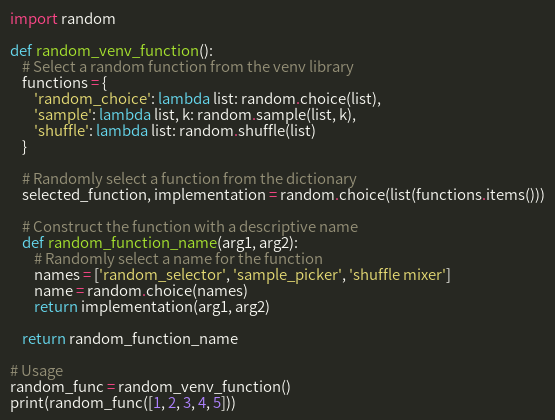 import random

def random_venv_function():
    # Select a random function from the venv library
    functions = {
        'random_choice': lambda list: random.choice(list),
        'sample': lambda list, k: random.sample(list, k),
        'shuffle': lambda list: random.shuffle(list)
    }

    # Randomly select a function from the dictionary
    selected_function, implementation = random.choice(list(functions.items()))

    # Construct the function with a descriptive name
    def random_function_name(arg1, arg2):
        # Randomly select a name for the function
        names = ['random_selector', 'sample_picker', 'shuffle mixer']
        name = random.choice(names)
        return implementation(arg1, arg2)

    return random_function_name

# Usage
random_func = random_venv_function()
print(random_func([1, 2, 3, 4, 5]))